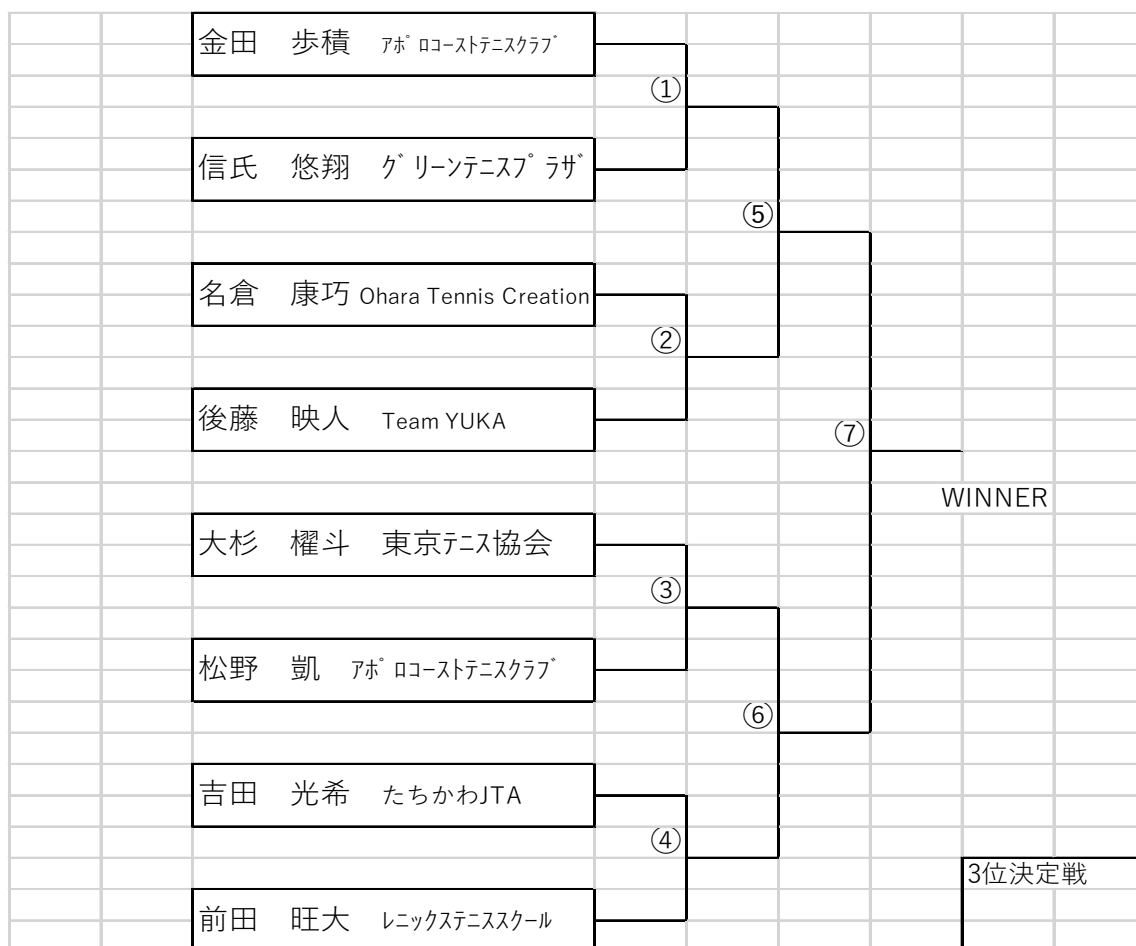 金田　歩積　ｱﾎﾟﾛｺｰｽﾄﾃﾆｽｸﾗﾌﾞ
①
信氏　悠翔　ｸﾞﾘｰﾝﾃﾆｽﾌﾟﾗｻﾞ
⑤
名倉　康巧 Ohara Tennis Creation
②
後藤　映人　Team YUKA
⑦
WINNER
大杉　櫂斗　東京ﾃﾆｽ協会
③
松野　凱　ｱﾎﾟﾛｺｰｽﾄﾃﾆｽｸﾗﾌﾞ
⑥
吉田　光希　たちかわJTA
④
3位決定戦
前田　旺大　ﾚﾆｯｸｽﾃﾆｽｽｸｰﾙ